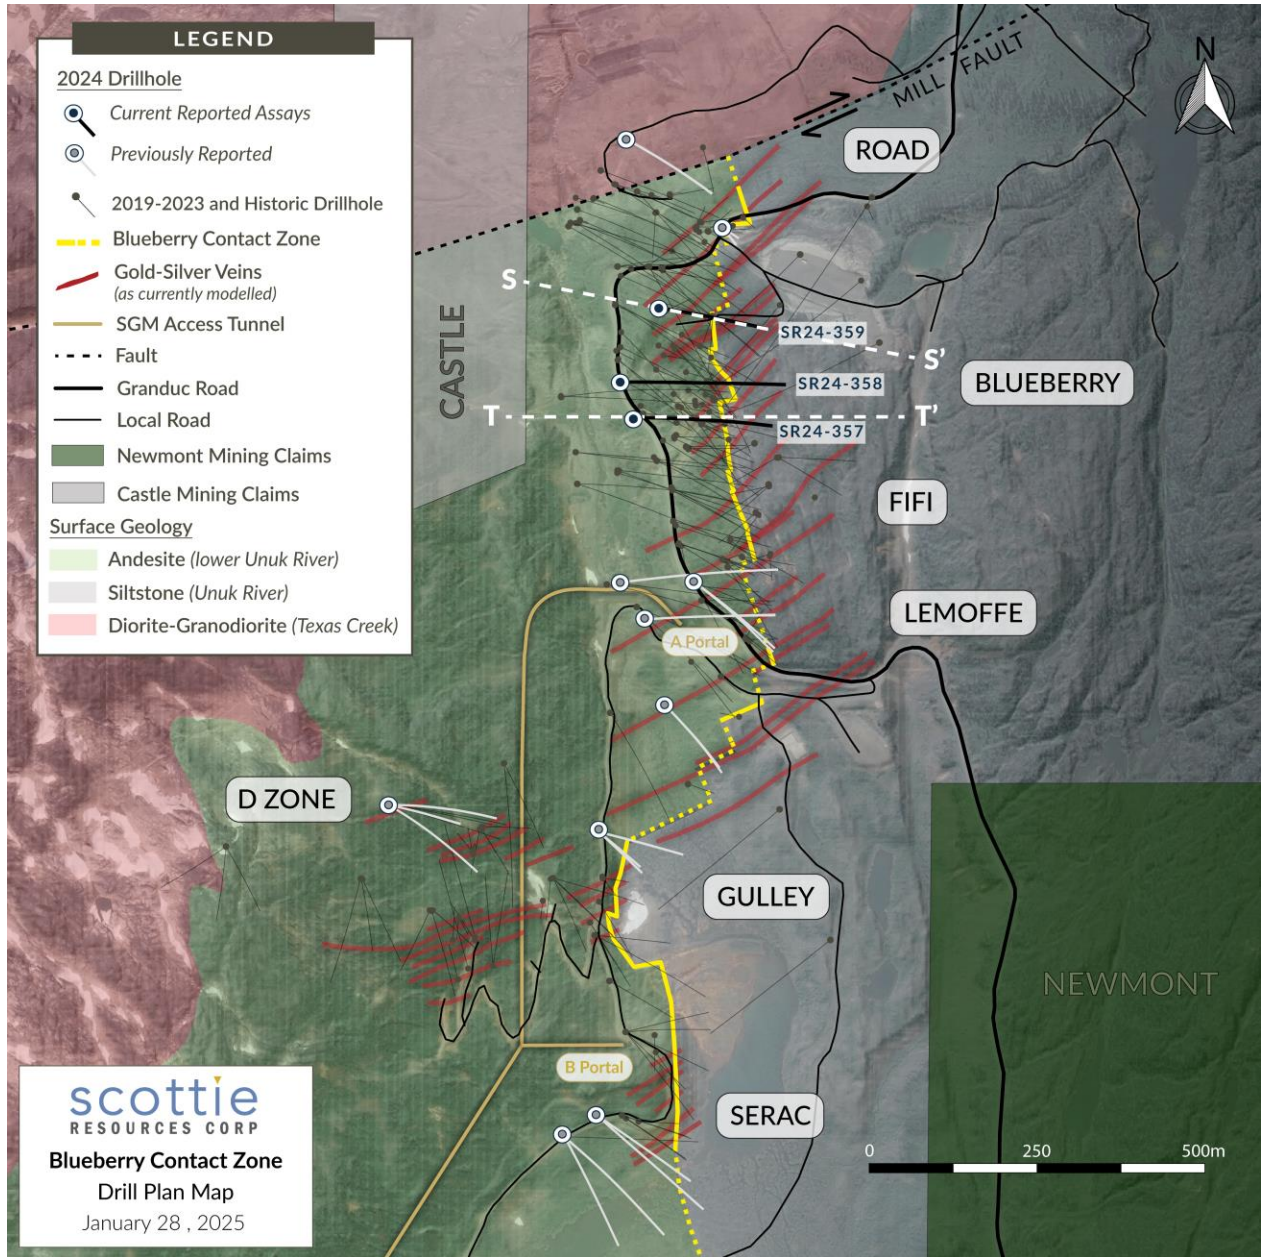 LEGEND
2024 Drillhole
Current Reported Assays
Previously Reported
2019-2023 and Historic Drillhole
Blueberry Contact Zone
Gold-Silver Veins
(as currently modelled)
SGM Access Tunnel
Fault
Granduc Road
Local Road
Newmont Mining Claims
Castle Mining Claims
Surface Geology
Andesite (lower Unuk River)
Siltstone (Unuk River)
Diorite-Granodiorite (Texas Creek)
MILL FAULT
N
ROAD
S
CASTLE
SR24-359
S'
SR24-358
BLUEBERRY
T
T'
SR24-357
FIFI
LEMOFFE
A Portal
D ZONE
GULLEY
NEWMONT
B Portal
SERAC
0 250 500m
scottie
RESOURCES CORP
Blueberry Contact Zone
Drill Plan Map
January 28 , 2025